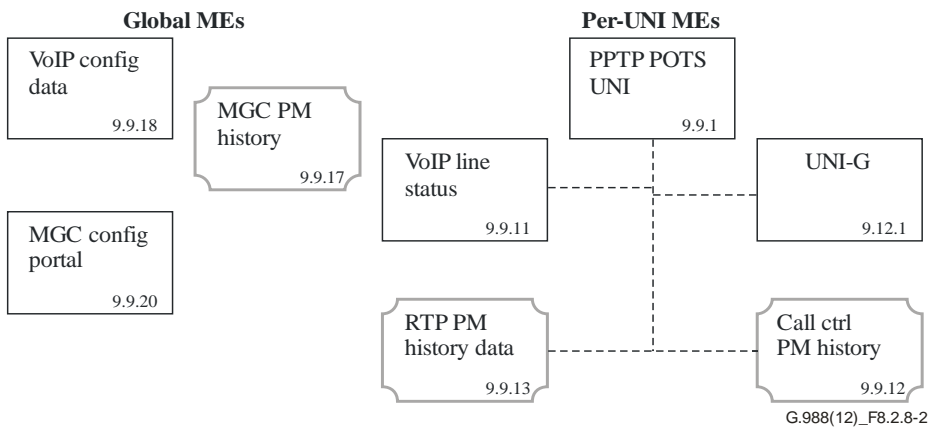 Global MEs
Per-UNI MEs
VoIP config
data
9.9.18
MGC PM
history
9.9.17
MGC config
portal
9.9.20
PPTP POTS
UNI
9.9.1
VoIP line
status
9.9.11
UNI-G
9.12.1
RTP PM
history data
9.9.13
Call ctrl
PM history
9.9.12
G.988(12)_F8.2.8-2